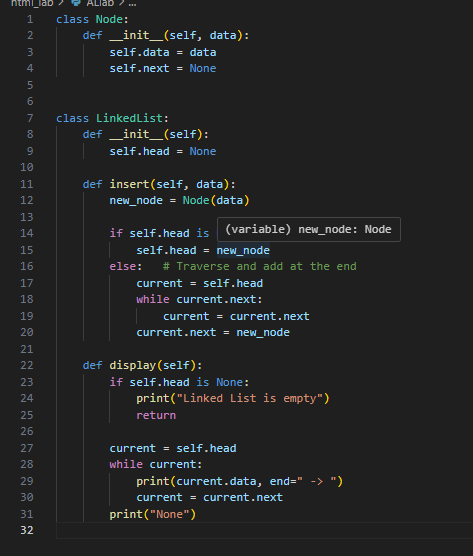 html_lab > ALlab > ...
1 class Node:
2     def __init__(self, data):
3         self.data = data
4         self.next = None
5
6
7 class LinkedList:
8     def __init__(self):
9         self.head = None
10
11     def insert(self, data):
12         new_node = Node(data)
13
(variable) new_node: Node
14         if self.head is
15             self.head = new_node
16         else:   # Traverse and add at the end
17             current = self.head
18             while current.next:
19                 current = current.next
20             current.next = new_node
21
22     def display(self):
23         if self.head is None:
24             print("Linked List is empty")
25             return
26
27         current = self.head
28         while current:
29             print(current.data, end=" -> ")
30             current = current.next
31         print("None")
32